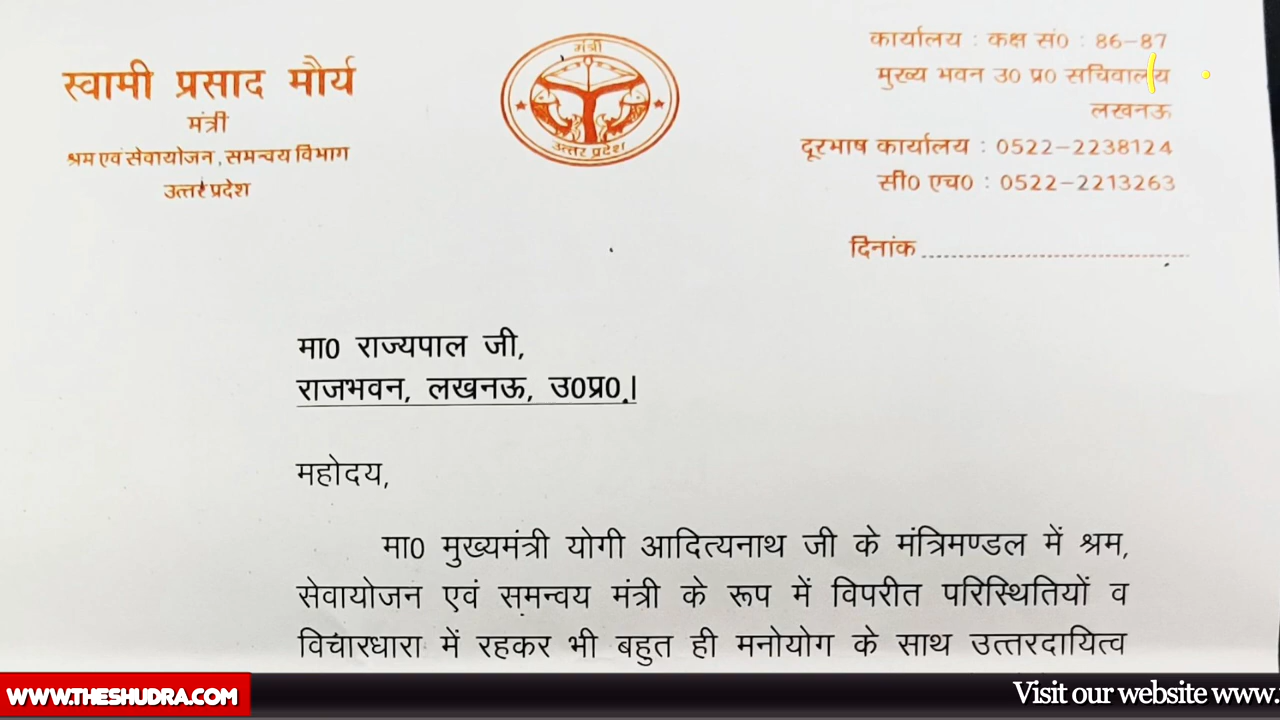 स्वामी प्रसाद मौर्य
मंत्री
श्रम एवं सेवायोजन, समन्वय विभाग
उत्तर प्रदेश
मंत्री
उत्तर प्रदेश
कार्यालय : कक्ष सं0 : 86-87
मुख्य भवन उ0 प्र0 सचिवालय
लखनऊ
दूरभाष कार्यालय : 0522-2238124
सी0 एच0 : 0522-2213263
दिनांक
मा0 राज्यपाल जी,
राजभवन, लखनऊ, उ0प्र0।
महोदय,
मा0 मुख्यमंत्री योगी आदित्यनाथ जी के मंत्रिमण्डल में श्रम,
सेवायोजन एवं समन्वय मंत्री के रूप में विपरीत परिस्थितियों व
विचारधारा में रहकर भी बहुत ही मनोयोग के साथ उत्तरदायित्व
WWW.THESHUDRA.COM
Visit our website www.